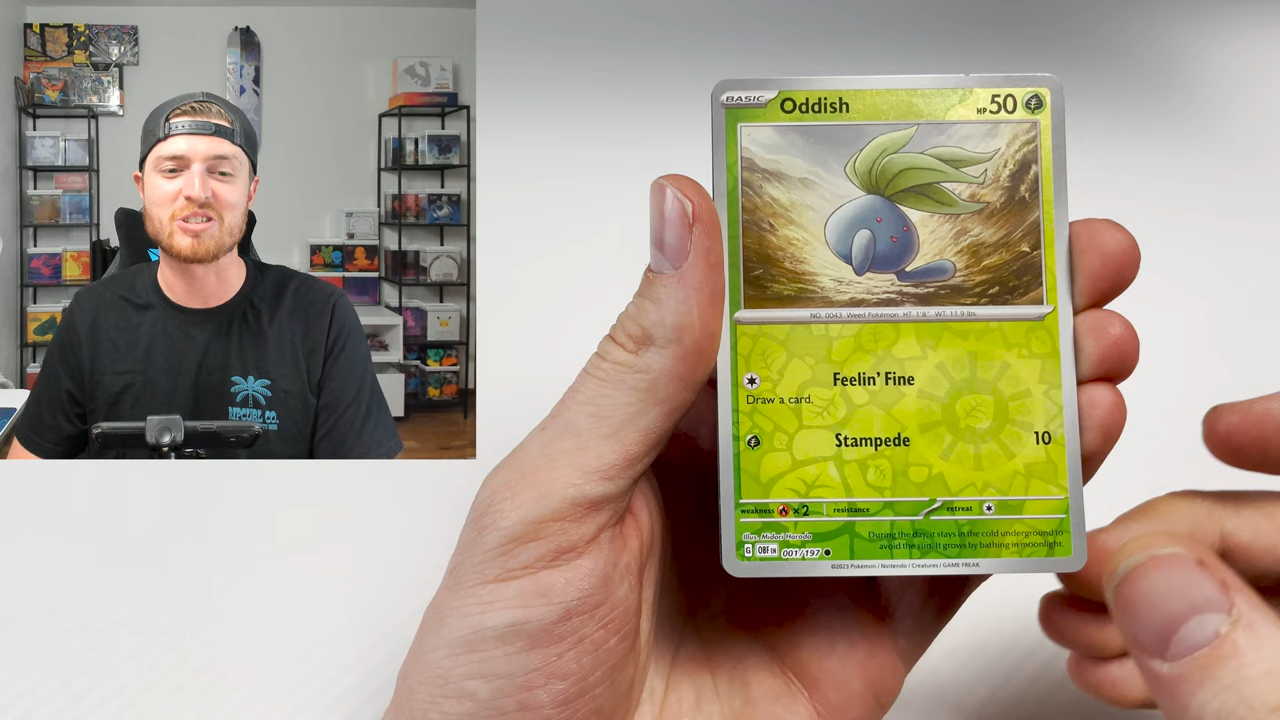 BASIC
Oddish
HP 50
NO. 0043 Weed Pokémon HT: 1'8" WT: 11.9 lbs.
Feelin' Fine
Draw a card.
Stampede 10
weakness ×2 resistance retreat
Illus. Midori Harada
During the day, it stays in the cold underground to
avoid the sun. It grows by bathing in moonlight.
G OBF EN 001/197
©2023 Pokémon / Nintendo / Creatures / GAME FREAK
RIPCURL CO.